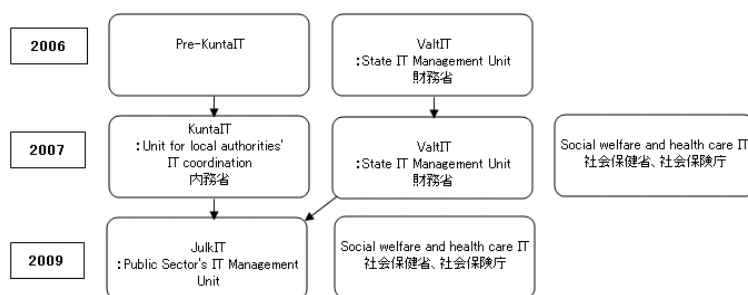 2006
Pre-KuntaIT
ValtIT
:State IT Management Unit
財務省
2007
KuntaIT
:Unit for local authorities'
IT coordination
内務省
ValtIT
:State IT Management Unit
財務省
Social welfare and health care IT
社会保健省、社会保険庁
2009
JulkIT
:Public Sector's IT Management
Unit
Social welfare and health care IT
社会保健省、社会保険庁